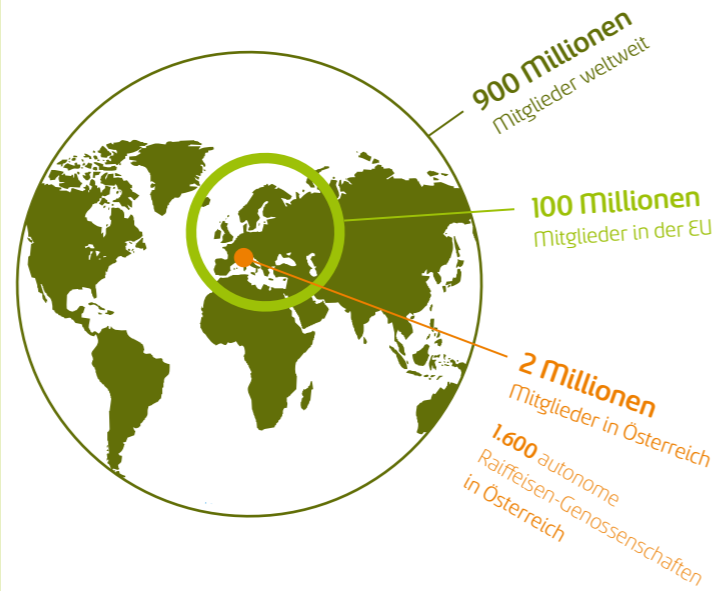 900 Millionen
Mitglieder weltweit
100 Millionen
Mitglieder in der EU
2 Millionen
Mitglieder in Österreich
1.600 autonome
Raiffeisen-Genossenschaften
in Österreich